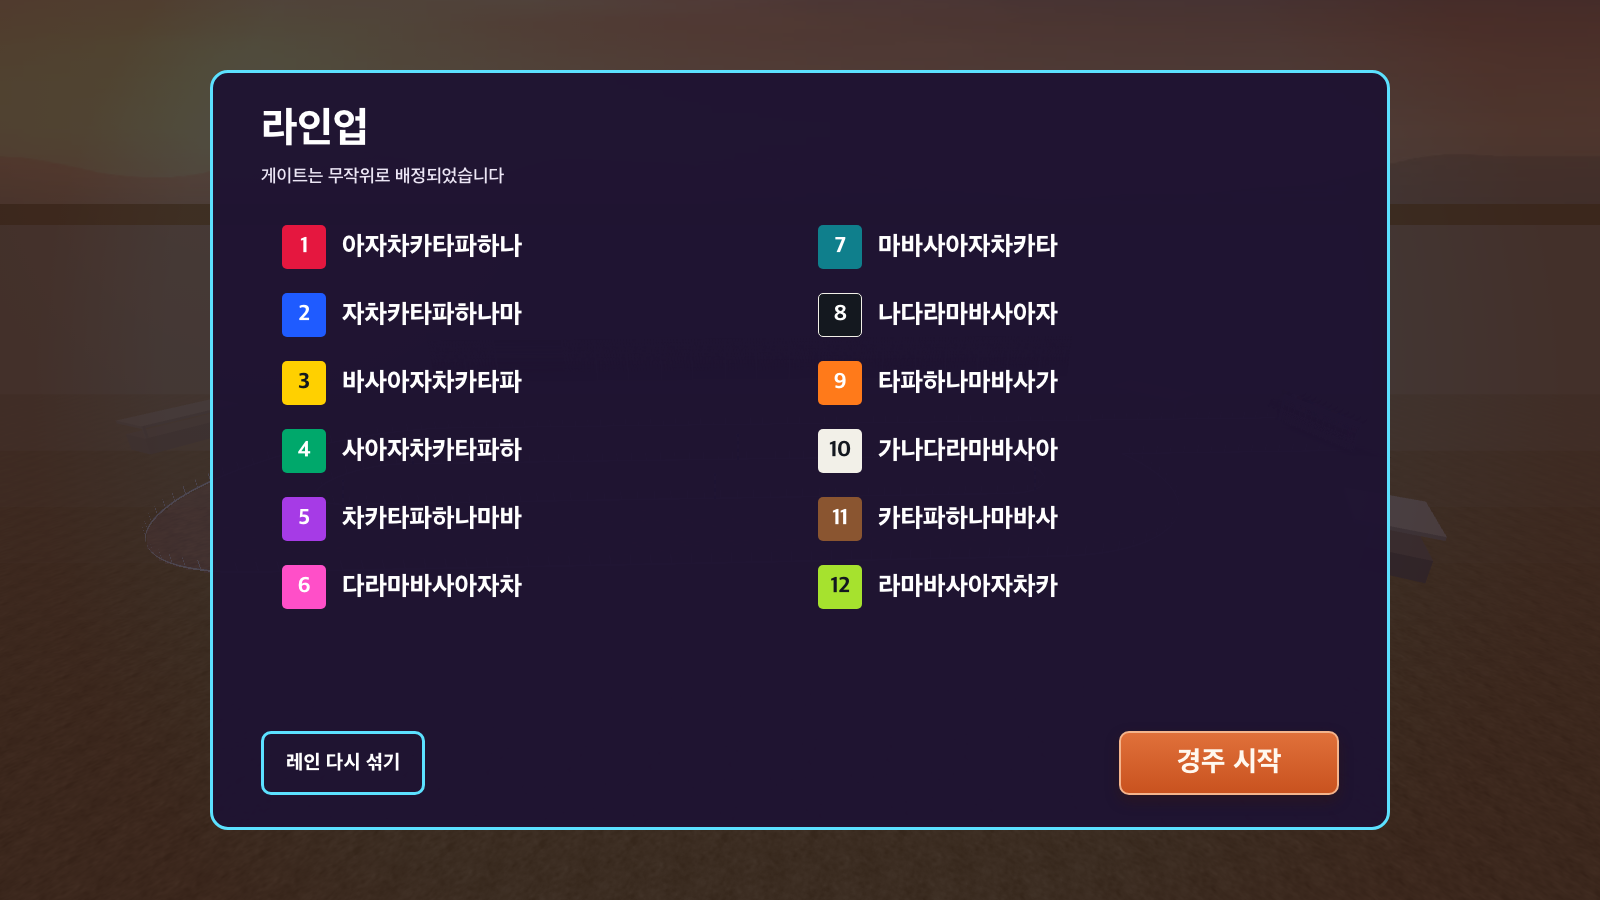 라인업
게이트는 무작위로 배정되었습니다
1 아자차카타파하나
2 자차카타파하나마
3 바사아자차카타파
4 사아자차카타파하
5 차카타파하나마바
6 다라마바사아자차
7 마바사아자차카타
8 나다라마바사아자
9 타파하나마바사가
10 가나다라마바사아
11 카타파하나마바사
12 라마바사아자차카
레인 다시 섞기
경주 시작